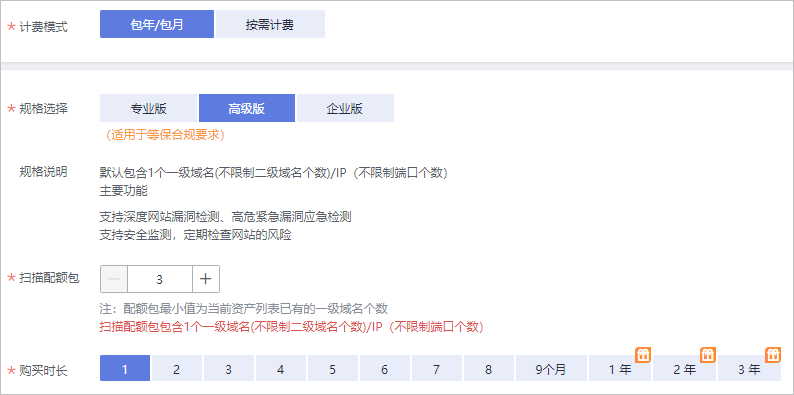 * 计费模式 包年/包月 按需计费
* 规格选择 专业版 高级版 企业版
（适用于等保合规要求）
规格说明 默认包含1个一级域名(不限制二级域名个数)/IP（不限制端口个数）
主要功能
支持深度网站漏洞检测、高危紧急漏洞应急检测
支持安全监测，定期检查网站的风险
* 扫描配额包 — 3 +
注：配额包最小值为当前资产列表已有的一级域名个数
扫描配额包包含1个一级域名(不限制二级域名个数)/IP（不限制端口个数）
* 购买时长 1 2 3 4 5 6 7 8 9个月 1 年 2 年 3 年